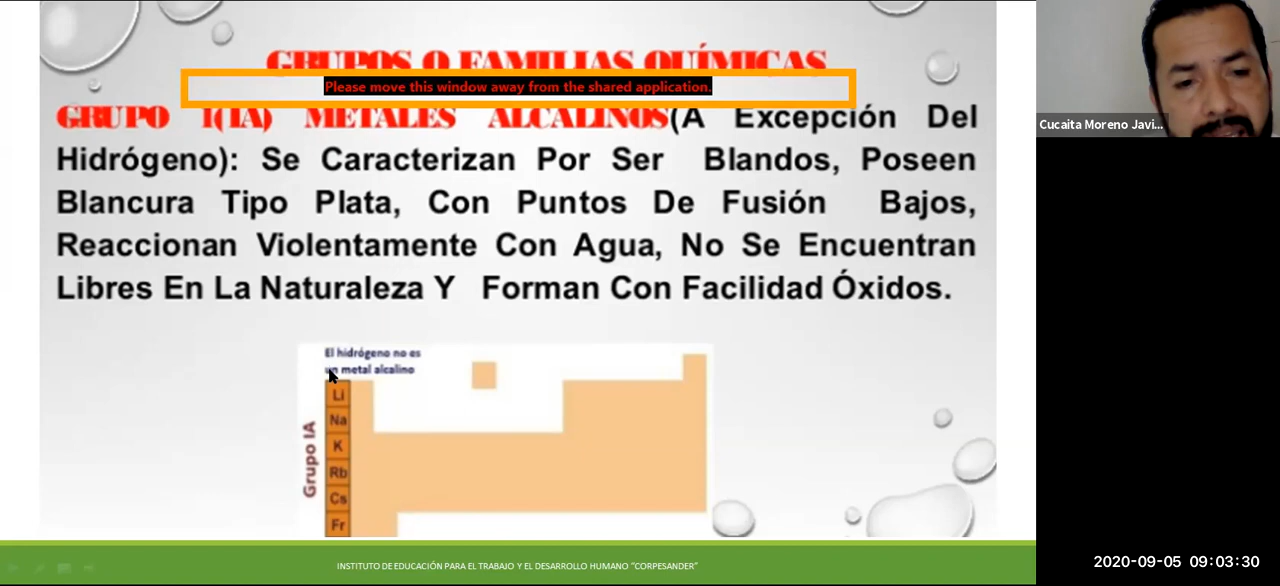 GRUPOS O FAMILIAS QUÍMICAS
Please move this window away from the shared application.
GRUPO I(IA) METALES ALCALINOS(A Excepción Del
Hidrógeno): Se Caracterizan Por Ser Blandos, Poseen
Blancura Tipo Plata, Con Puntos De Fusión Bajos,
Reaccionan Violentamente Con Agua, No Se Encuentran
Libres En La Naturaleza Y Forman Con Facilidad Óxidos.
El hidrógeno no es
un metal alcalino
Grupo IA
Li
Na
K
Rb
Cs
Fr
INSTITUTO DE EDUCACIÓN PARA EL TRABAJO Y EL DESARROLLO HUMANO "CORPESANDER"
Cucaita Moreno Javi...
2020-09-05 09:03:30